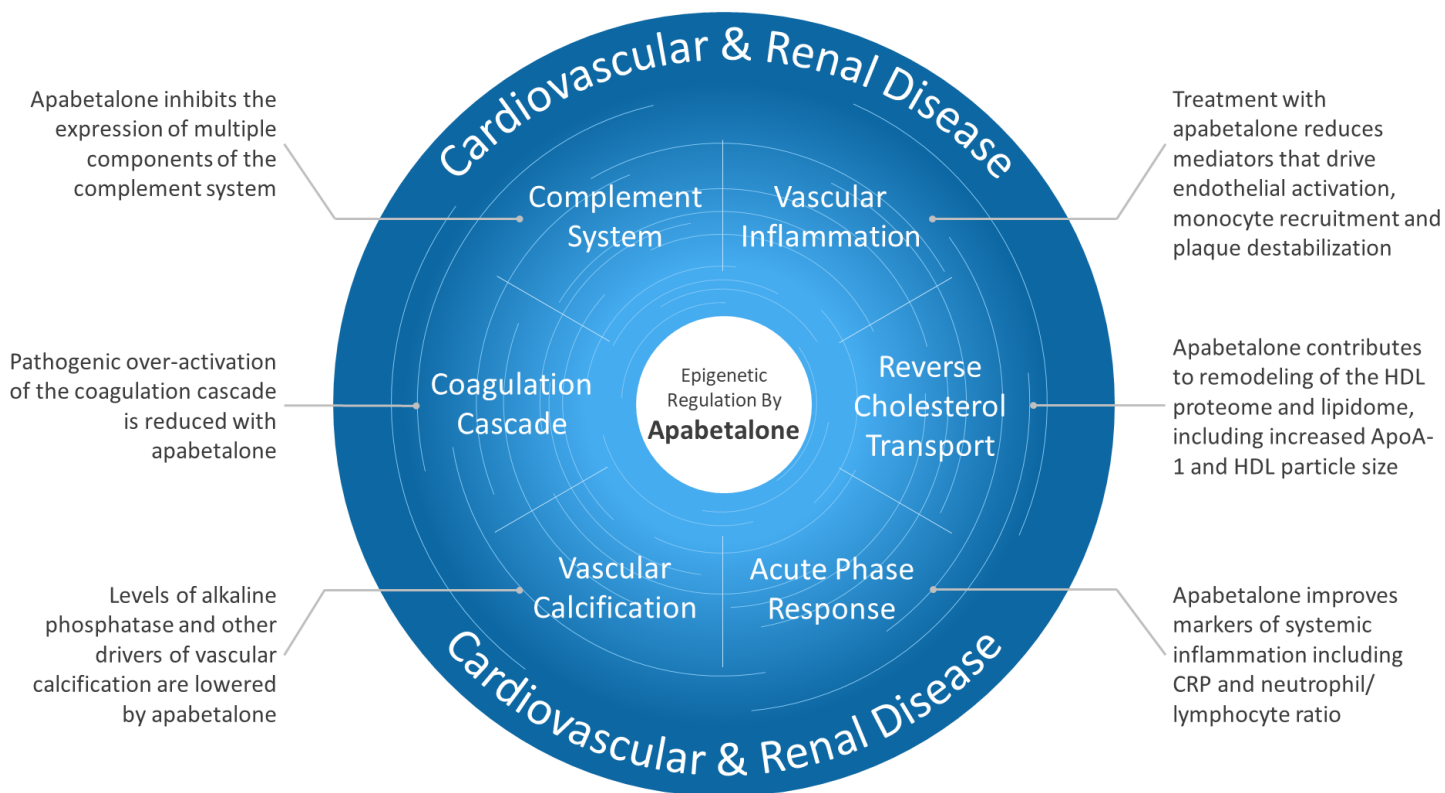 Cardiovascular & Renal Disease
Apabetalone inhibits the
expression of multiple
components of the
complement system
Complement
System
Vascular
Inflammation
Treatment with
apabetalone reduces
mediators that drive
endothelial activation,
monocyte recruitment and
plaque destabilization
Pathogenic over-activation
of the coagulation cascade
is reduced with
apabetalone
Coagulation
Cascade
Epigenetic
Regulation By
Apabetalone
Reverse
Cholesterol
Transport
Apabetalone contributes
to remodeling of the HDL
proteome and lipidome,
including increased ApoA-
1 and HDL particle size
Levels of alkaline
phosphatase and other
drivers of vascular
calcification are lowered
by apabetalone
Vascular
Calcification
Acute Phase
Response
Apabetalone improves
markers of systemic
inflammation including
CRP and neutrophil/
lymphocyte ratio
Cardiovascular & Renal Disease